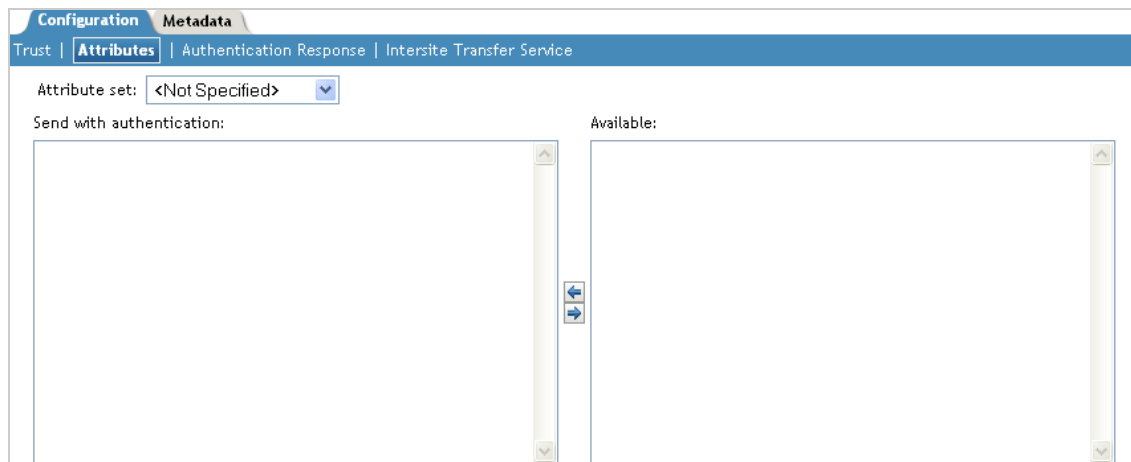 Configuration Metadata
Trust | Attributes | Authentication Response | Intersite Transfer Service
Attribute set: <Not Specified>
Send with authentication: Available: